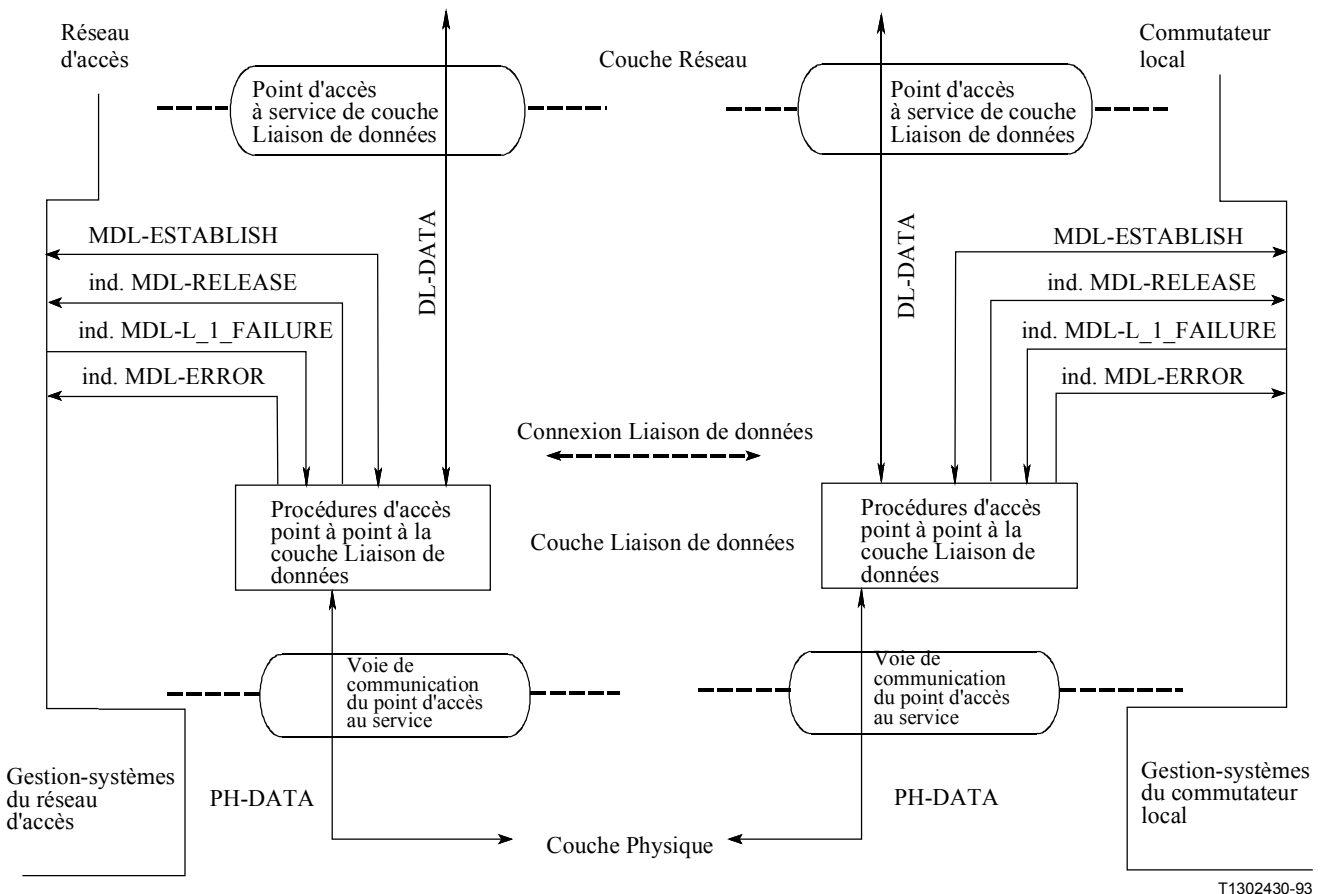 Réseau
d'accès
Couche Réseau
Commutateur
local
Point d'accès
à service de couche
Liaison de données
Point d'accès
à service de couche
Liaison de données
DL-DATA
DL-DATA
MDL-ESTABLISH
ind. MDL-RELEASE
ind. MDL-L_1_FAILURE
ind. MDL-ERROR
MDL-ESTABLISH
ind. MDL-RELEASE
ind. MDL-L_1_FAILURE
ind. MDL-ERROR
Connexion Liaison de données
Procédures d'accès
point à point à la
couche Liaison de
données
Couche Liaison de données
Procédures d'accès
point à point à la
couche Liaison de
données
Voie de
communication
du point d'accès
au service
Voie de
communication
du point d'accès
au service
Gestion-systèmes
du réseau
d'accès
PH-DATA
Couche Physique
PH-DATA
Gestion-systèmes
du commutateur
local
T1302430-93